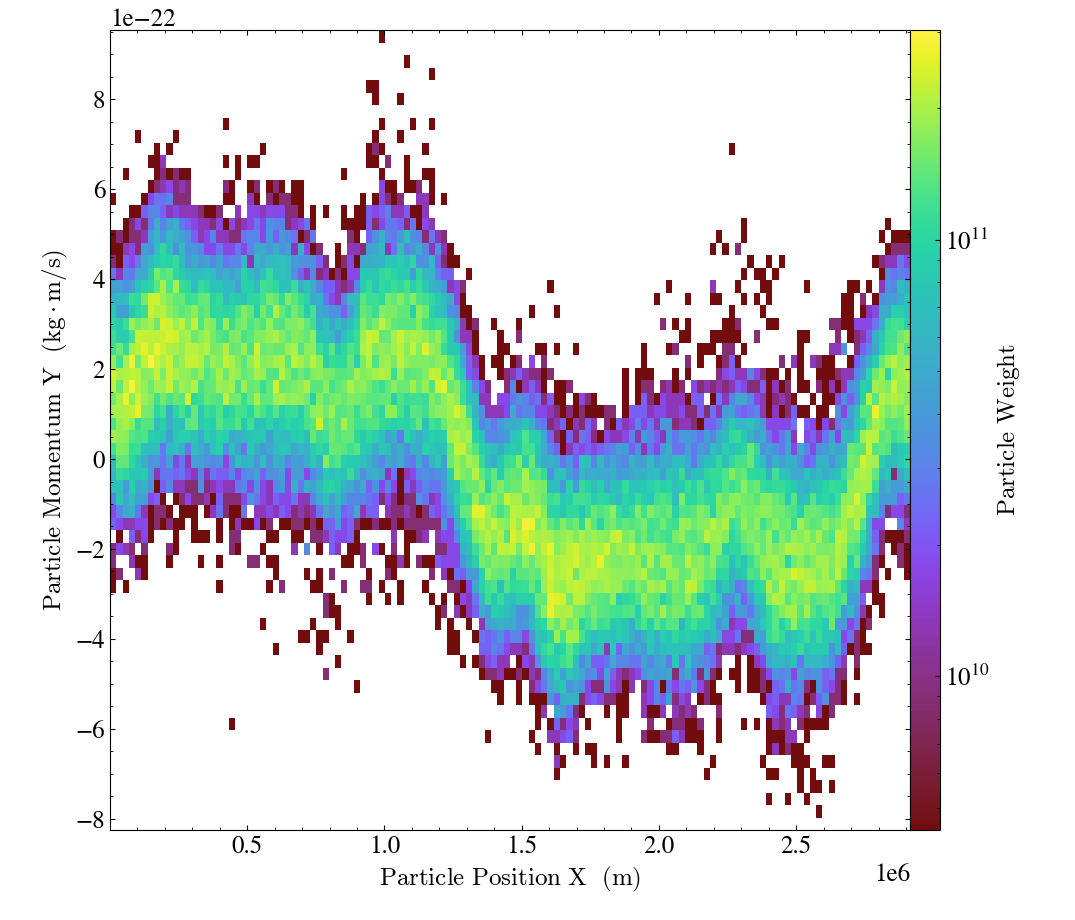 1e−22
8
6
4
2
0
−2
−4
−6
−8
Particle Momentum Y (kg · m/s)
0.5 1.0 1.5 2.0 2.5
1e6
Particle Position X (m)
10¹¹
10¹⁰
Particle Weight